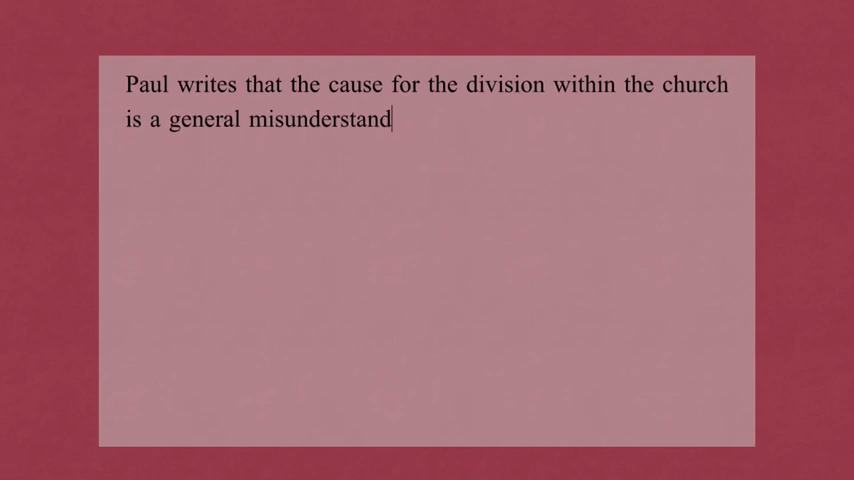 Paul writes that the cause for the division within the church
is a general misunderstand